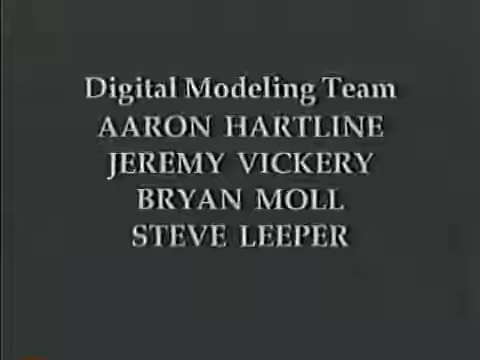 Digital Modeling Team
AARON HARTLINE
JEREMY VICKERY
BRYAN MOLL
STEVE LEEPER